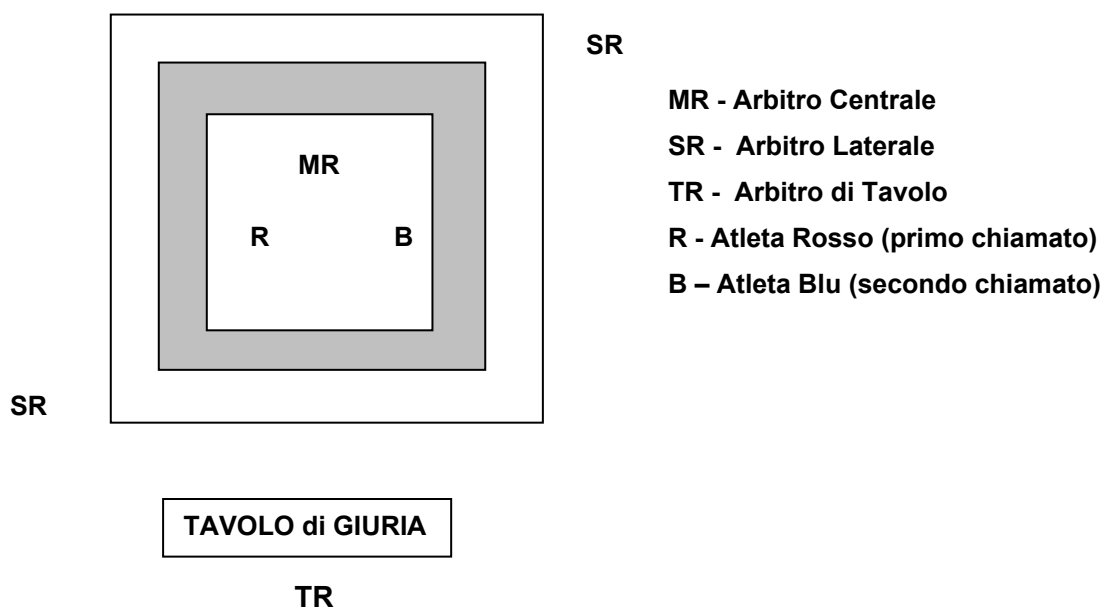 SR
MR - Arbitro Centrale
MR
SR - Arbitro Laterale
TR - Arbitro di Tavolo
R B
R - Atleta Rosso (primo chiamato)
B – Atleta Blu (secondo chiamato)
SR
TAVOLO di GIURIA
TR